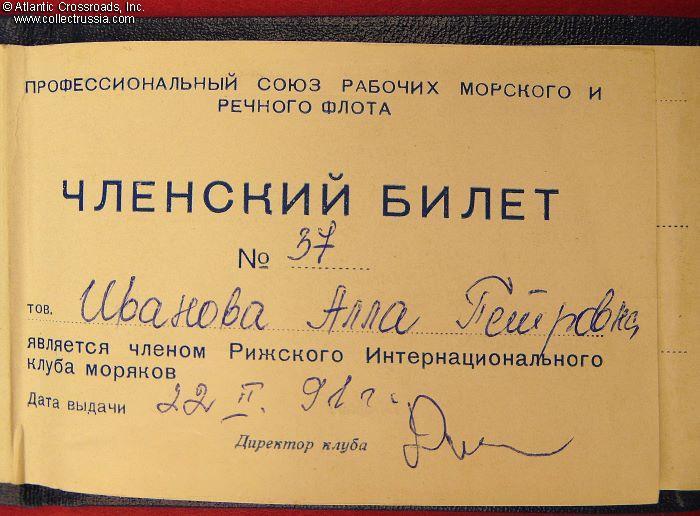 © Atlantic Crossroads, Inc.
www.collectrussia.com
ПРОФЕССИОНАЛЬНЫЙ СОЮЗ РАБОЧИХ МОРСКОГО И
РЕЧНОГО ФЛОТА
ЧЛЕНСКИЙ БИЛЕТ
№ 37
тов. Иванова Алла Петровна
является членом Рижского Интернационального
клуба моряков
Дата выдачи 22 II. 91 г.
Директор клуба